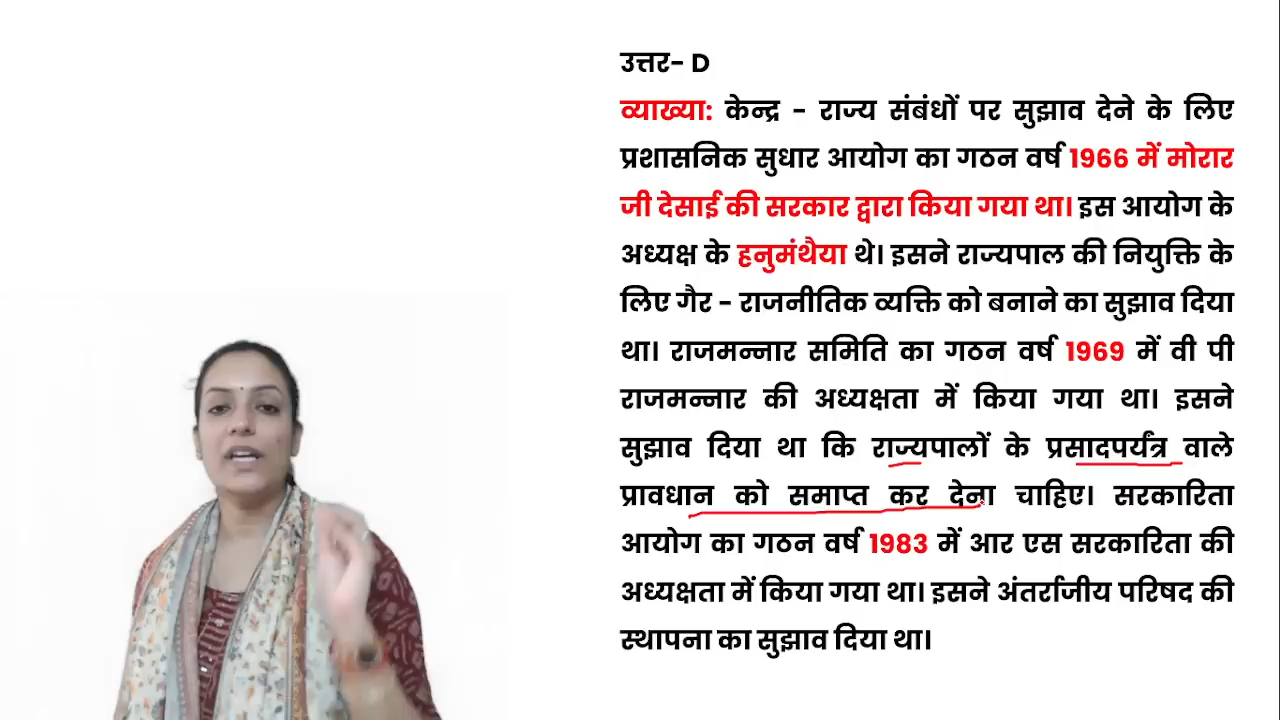 उत्तर- D
व्याख्या: केन्द्र - राज्य संबंधों पर सुझाव देने के लिए
प्रशासनिक सुधार आयोग का गठन वर्ष 1966 में मोरार
जी देसाई की सरकार द्वारा किया गया था। इस आयोग के
अध्यक्ष के हनुमंथैया थे। इसने राज्यपाल की नियुक्ति के
लिए गैर - राजनीतिक व्यक्ति को बनाने का सुझाव दिया
था। राजमन्नार समिति का गठन वर्ष 1969 में वी पी
राजमन्नार की अध्यक्षता में किया गया था। इसने
सुझाव दिया था कि राज्यपालों के प्रसादपर्यंत्र वाले
प्रावधान को समाप्त कर देना चाहिए। सरकारिता
आयोग का गठन वर्ष 1983 में आर एस सरकारिता की
अध्यक्षता में किया गया था। इसने अंतर्राजीय परिषद की
स्थापना का सुझाव दिया था।